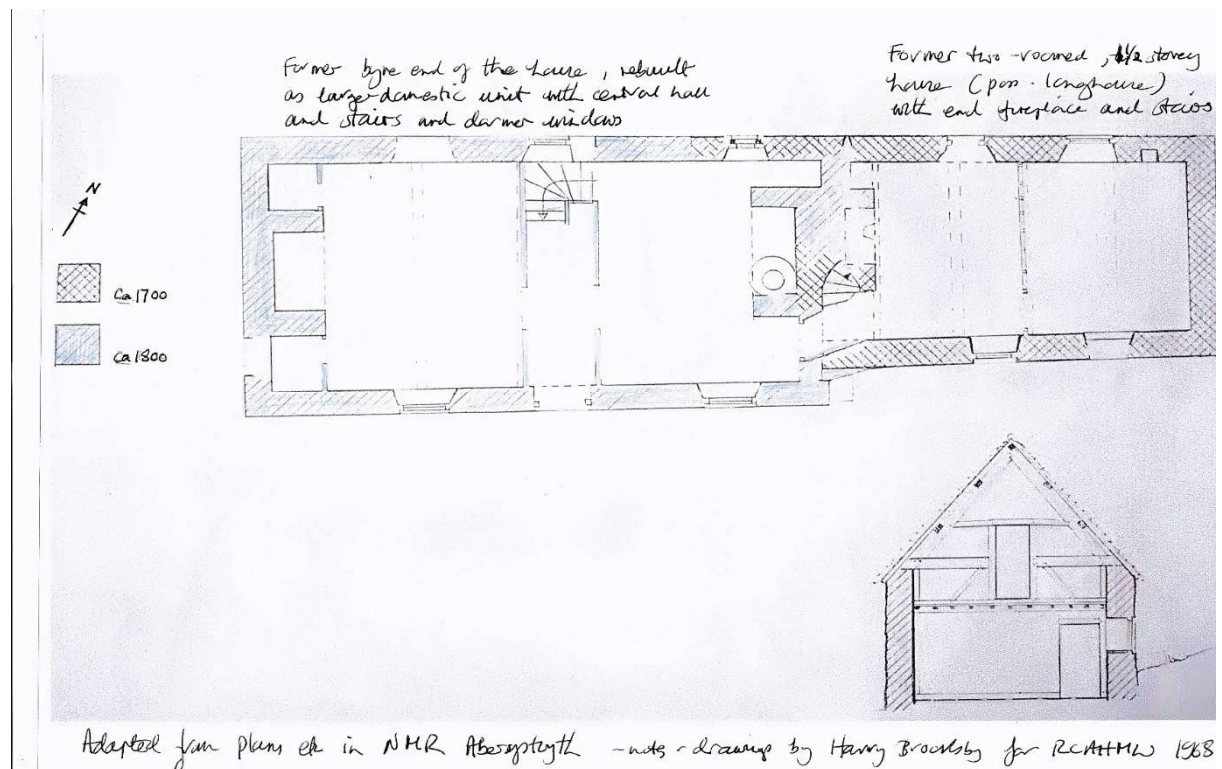 Former byre end of the house, rebuilt
as larger domestic unit with central hall
and stairs and dormer windows
Former two-roomed, 1½ storey
house (poss. longhouse)
with end fireplace and stairs
N
Ca 1700
Ca 1800
Adapted from plans etc in NMR Aberystwyth - notes + drawings by Harry Brooksby for RCAHMW 1968